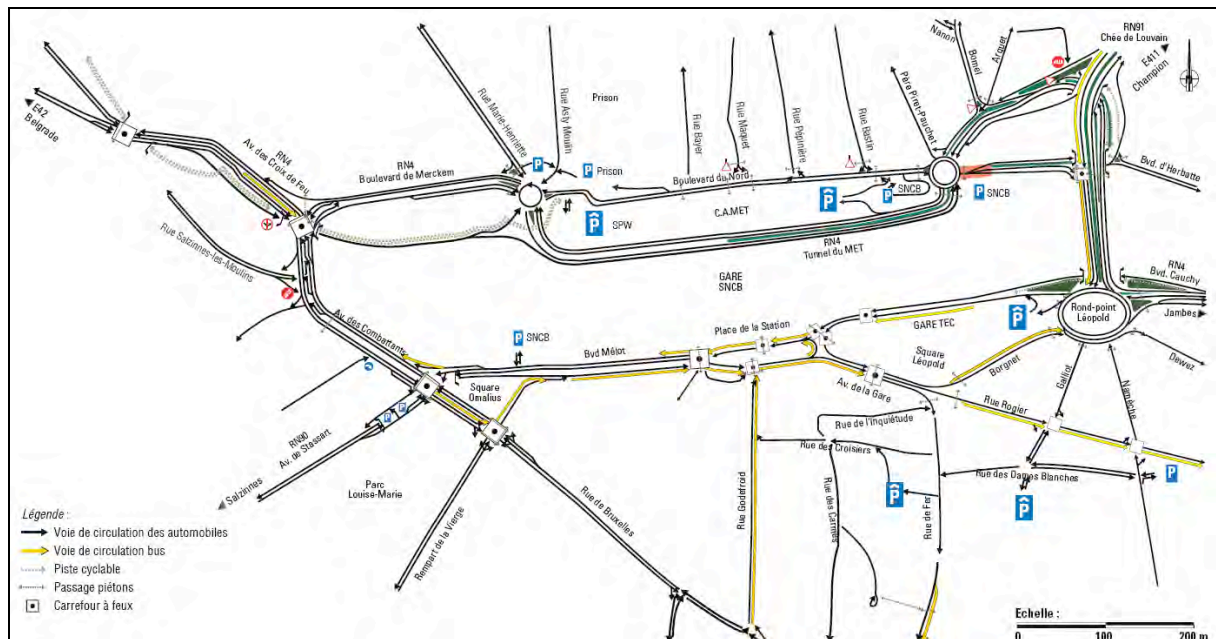 RN91
Chée de Louvain
E411
Champion
Nanon
Bomel
Arquet
Père Piret-Pauchet
E42
Belgrade
Av. des Croix de Feu
RN4
RN4
Boulevard de Merckem
Rue Marie-Henriette
Rue Asty Moulin
Prison
P
P Prison
Rue Bayer
Rue Maquet
Rue Pépinière
Rue Bastin
Boulevard du Nord
SNCB
P SNCB
P
P
SPW
C.A.MET
RN4
Tunnel du MET
Bvd. d'Herbatte
Rue Salzinnes-les-Moulins
GARE
SNCB
RN4
Bvd. Cauchy
Jambes
Rond-point
Léopold
P
GARE TEC
Place de la Station
Av. des Combattants
P SNCB
Bvd Mélot
Square
Léopold
Borgnet
Galliot
Namêche
Dewez
Av. de la Gare
Rue Rogier
Square
Omalius
P
P
RN90
Av. de Stassart
Salzinnes
Parc
Louise-Marie
Rempart de la Vierge
Rue de Bruxelles
Rue Godefroid
Rue de l'Inquiétude
Rue des Croisiers
Rue des Carmes
Rue de Fer
P
Rue des Dames Blanches
P
P
Légende :
Voie de circulation des automobiles
Voie de circulation bus
Piste cyclable
Passage piétons
Carrefour à feux
Echelle :
0 100 200 m